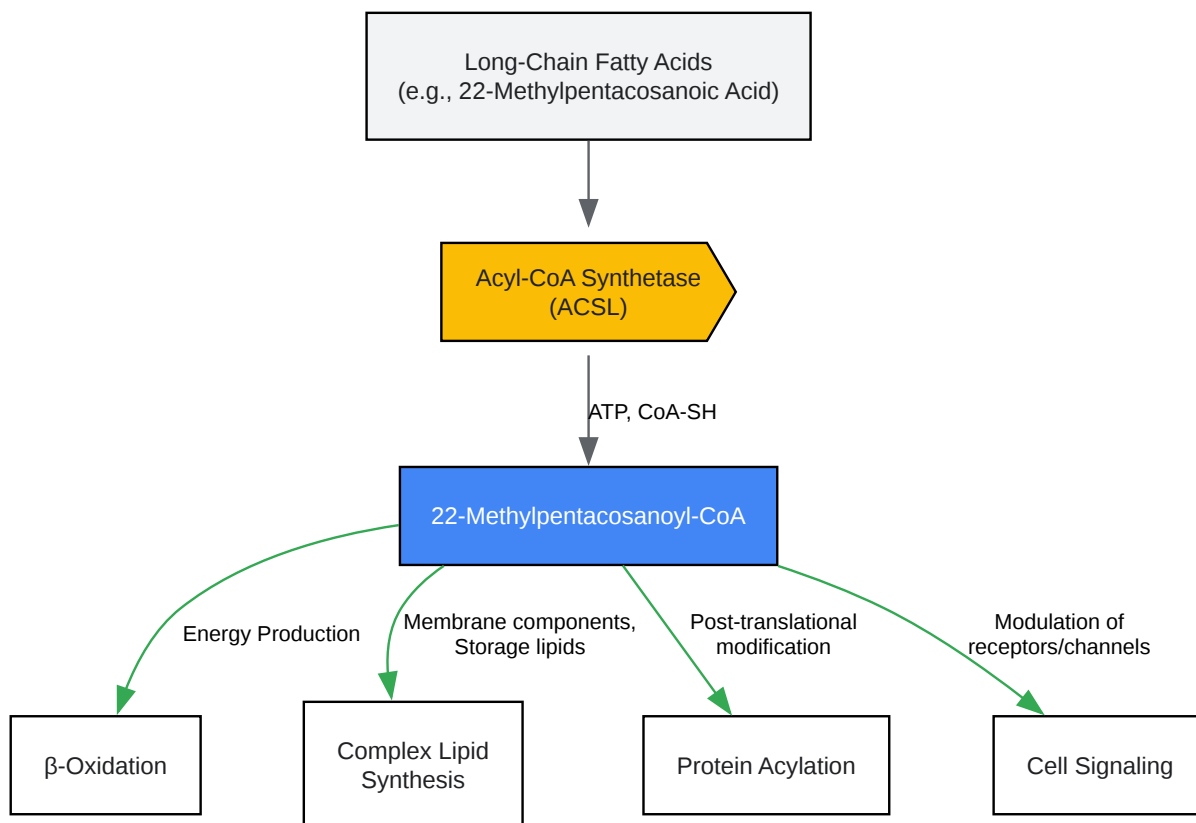 Long-Chain Fatty Acids
(e.g., 22-Methylpentacosanoic Acid)
Acyl-CoA Synthetase
(ACSL)
ATP, CoA-SH
22-Methylpentacosanoyl-CoA
Energy Production
Membrane components,
Storage lipids
Post-translational
modification
Modulation of
receptors/channels
β-Oxidation
Complex Lipid
Synthesis
Protein Acylation
Cell Signaling